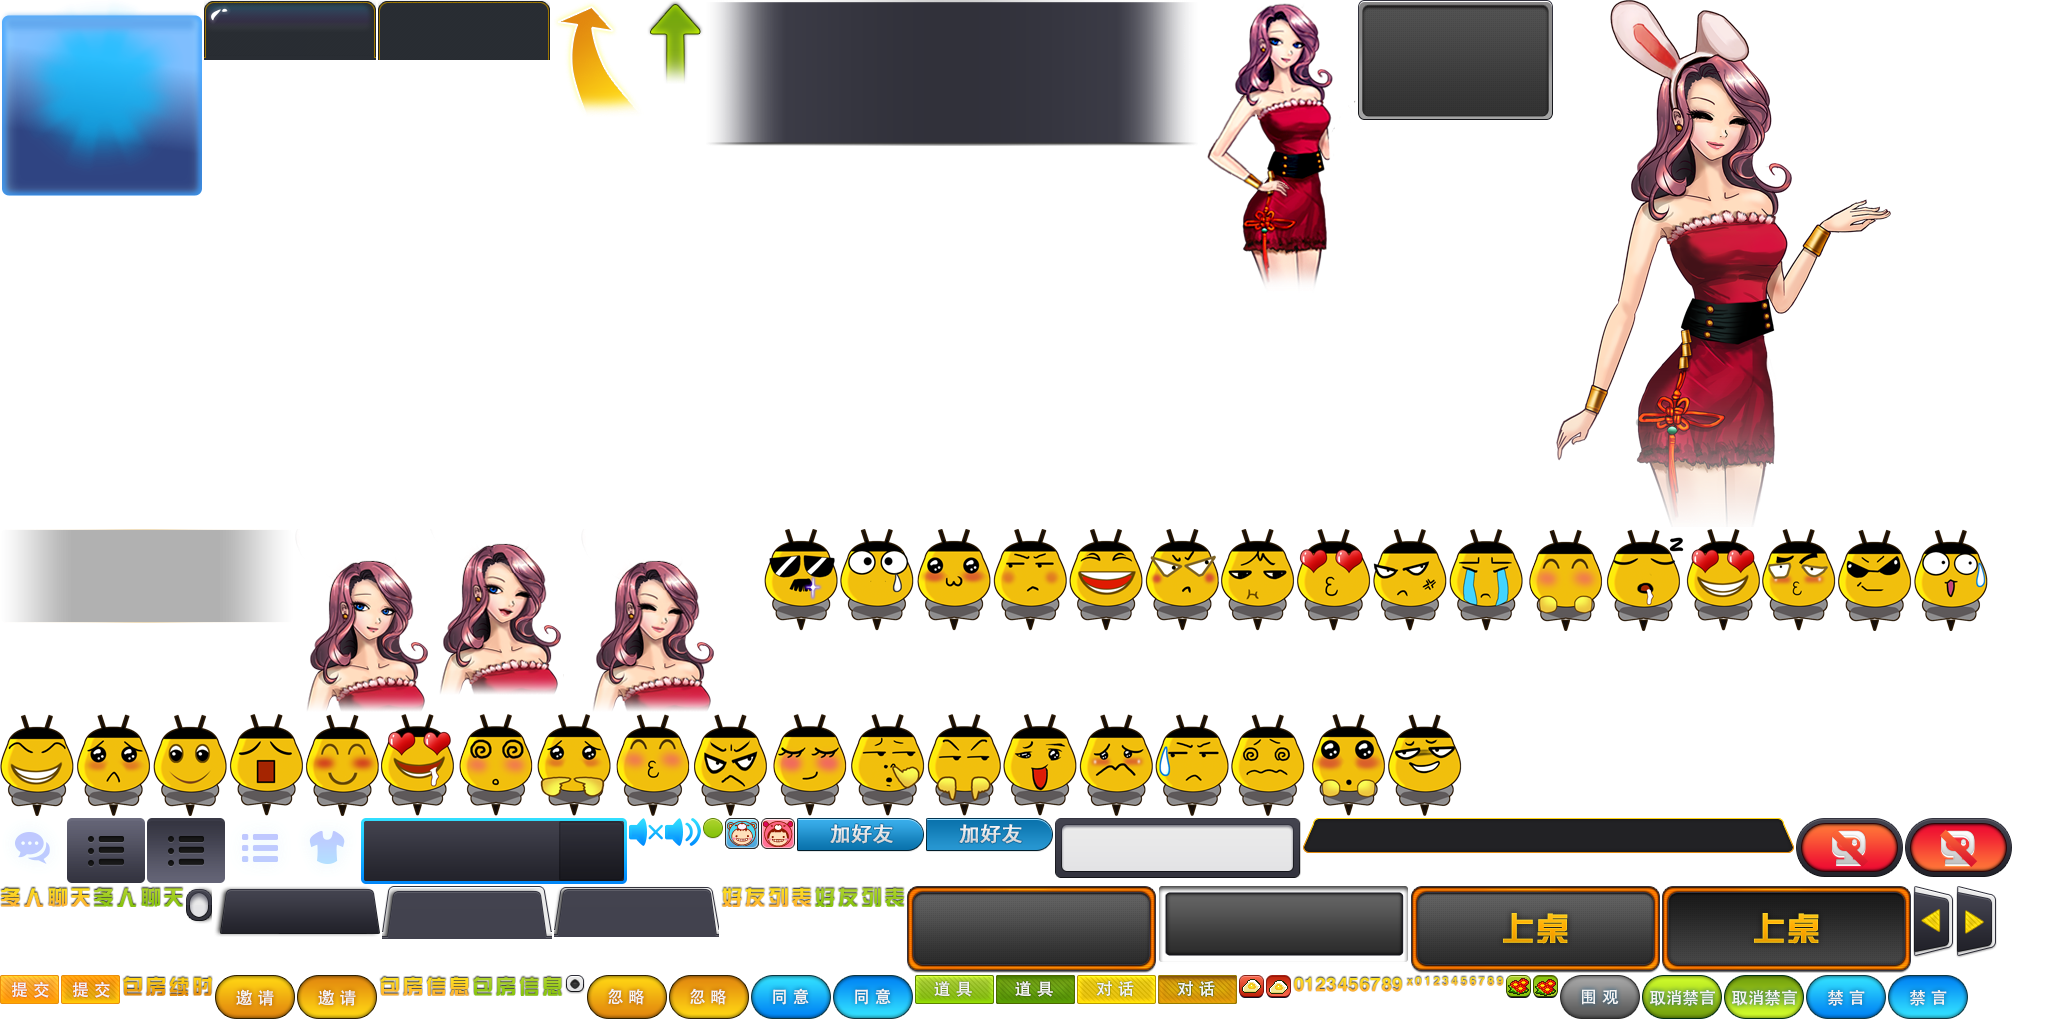 z
加好友
加好友
多人聊天
多人聊天
好友列表
好友列表
上桌
上桌
提交
提交
包房续时
邀请
邀请
包房信息
包房信息
忽略
忽略
同意
同意
道具
道具
对话
对话
0123456789
x0123456789
围观
取消禁言
取消禁言
禁言
禁言